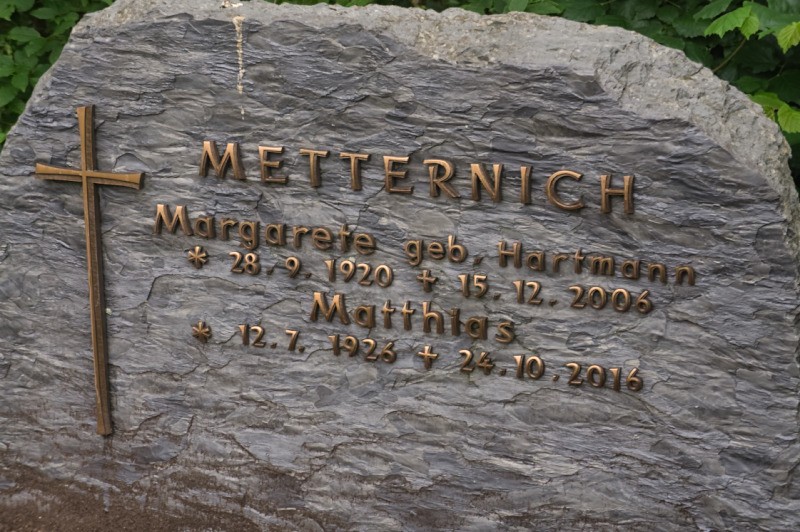 METTERNICH
Margarete geb. Hartmann
* 28.9.1920 + 15.12.2006
Matthias
* 12.7.1926 + 24.10.2016